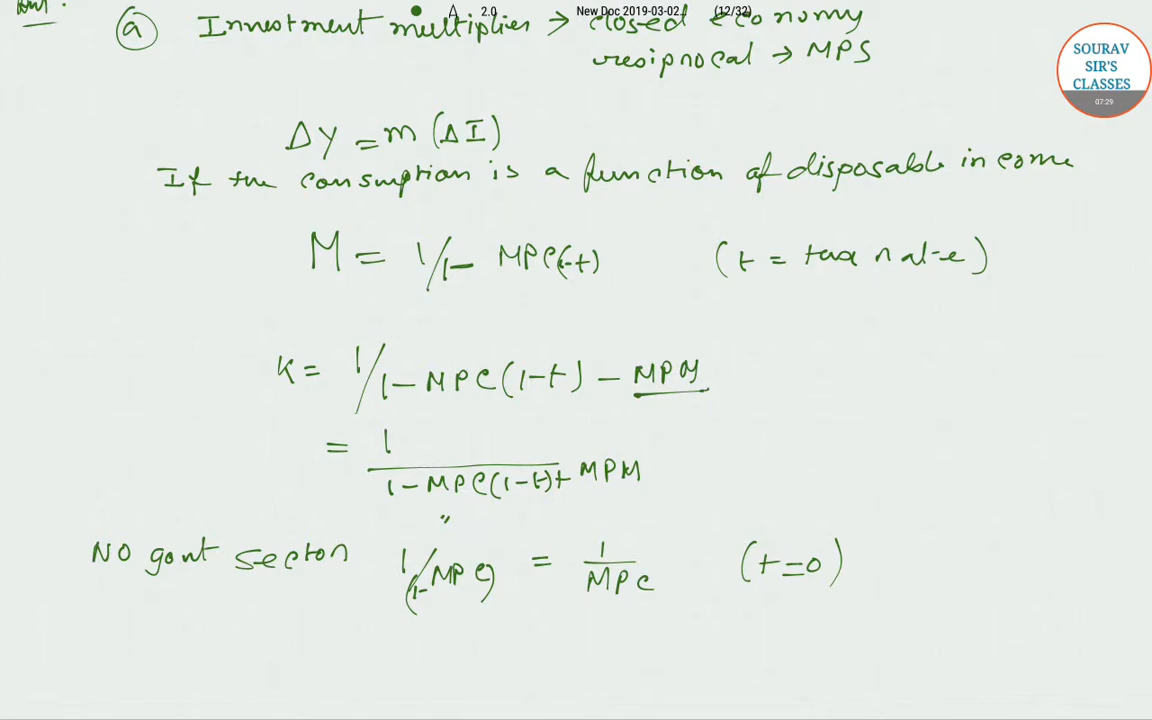 Ans.
A 2.0 New Doc 2019-03-02 (12/32)
(a) Investment multiplier → closed economy
resiprocal → MPS
SOURAV
SIR'S
CLASSES
07:29
ΔY = m (ΔI)
If the consumption is a function of disposable income
M = 1/1- MPC(1-t) (t = tax rate)
K = 1/1- MPC(1-t) - MPM
= 1/1- MPC(1-t)+ MPM
No govt sector 1/(1-MPC) = 1/MPC (t=0)